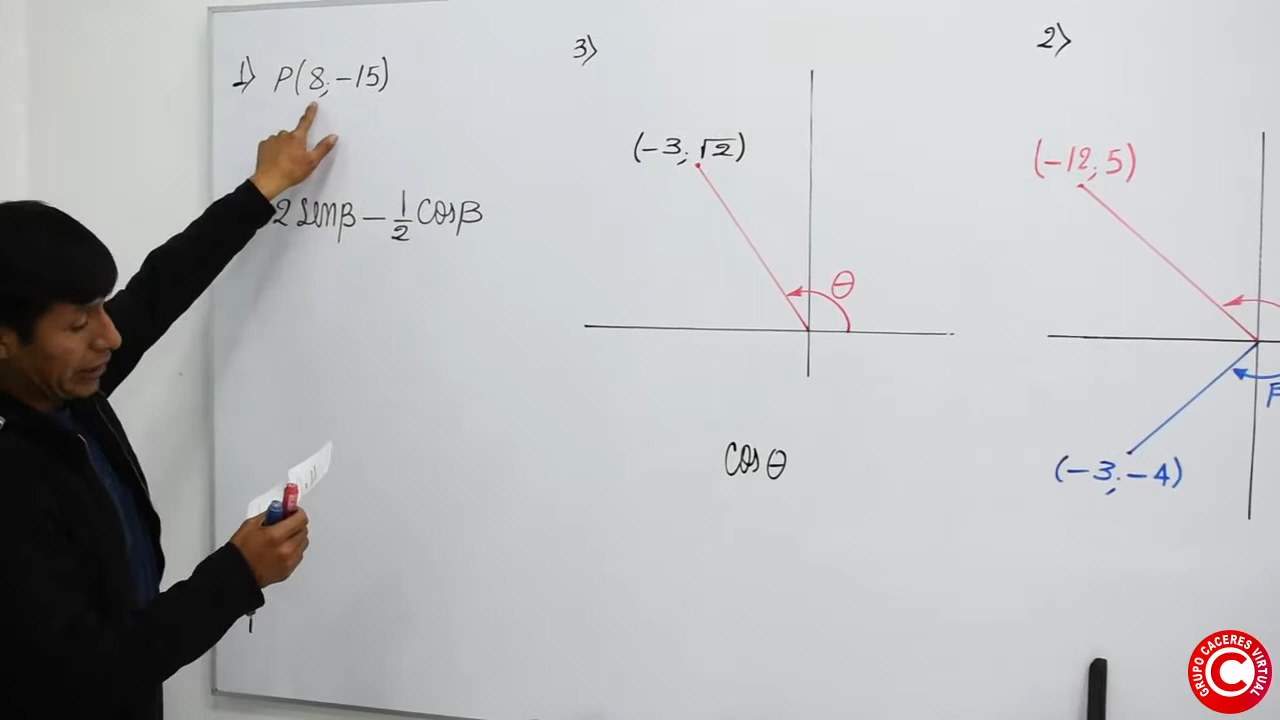 1) P(8; -15)
2 Senβ - 1/2 Cosβ
3)
(-3; √2)
θ
Cos θ
2)
(-12; 5)
(-3; -4)
GRUPO CACERES VIRTUAL
C